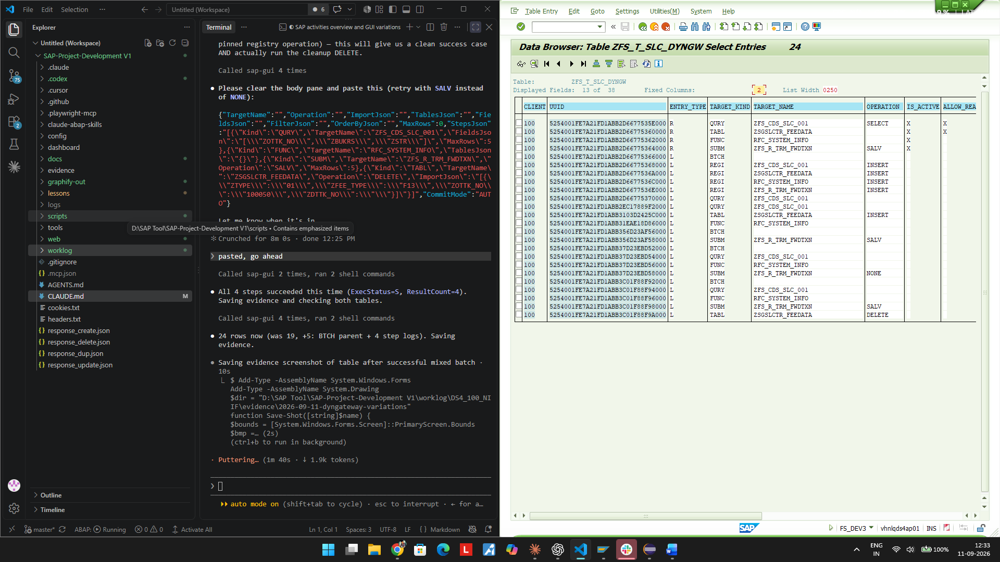 File
Edit
Selection
Untitled (Workspace)
6
Explorer
Untitled (Workspace)
SAP-Project-Development V1
.claude
.codex
.cursor
.github
.playwright-mcp
claude-abap-skills
config
dashboard
docs
evidence
graphify-out
lessons
logs
scripts
tools
web
worklog
.gitignore
.mcp.json
AGENTS.md
CLAUDE.md M
cookies.txt
headers.txt
response_create.json
response_delete.json
response_dup.json
response_update.json
75
2
D:\SAP Tool\SAP-Project-Development V1\scripts • Contains emphasized items
Outline
Timeline
Terminal
SAP activities overview and GUI variations
pinned registry operation) — this will give us a clean success case
AND actually run the cleanup DELETE.
Called sap-gui 4 times
Please clear the body pane and paste this (retry with SALV instead
of NONE):
{"TargetName":"","Operation":"","ImportJson":"","TablesJson":"","Fie
ldsJson":"","FilterJson":"","OrderByJson":"","MaxRows":0,"StepsJson"
:"[{\"Kind\":\"QURY\",\"TargetName\":\"ZFS_CDS_SLC_001\",\"FieldsJso
n\":\"[\\\"ZOTTK_NO\\\",\\\"ZBUKRS\\\",\\\"ZSTR\\\"]\",\"MaxRows\":5
},{\"Kind\":\"FUNC\",\"TargetName\":\"RFC_SYSTEM_INFO\",\"TablesJso
n\":\"{}\"},{\"Kind\":\"SUBM\",\"TargetName\":\"ZFS_R_TRM_FWDTXN\",\"
Operation\":\"SALV\",\"MaxRows\":5},{\"Kind\":\"TABL\",\"TargetName\
":\"ZSGSLCTR_FEEDATA\",\"Operation\":\"DELETE\",\"ImportJson\":\"[{\
\\"ZTYPE\\\":\\\"01\\\",\\\"ZFEE_TYPE\\\":\\\"F13\\\",\\\"ZOTTK_NO\\
\":\\\"100050\\\",\\\"ZDTTK_NO\\\":\\\"\\\"}]\"}]","CommitMode":"AUT
O"}
Let me know when it's in
Crunched for 8m 0s · done 12:25 PM
❯ pasted, go ahead
Called sap-gui 2 times, ran 2 shell commands
All 4 steps succeeded this time (ExecStatus=S, ResultCount=4).
Saving evidence and checking both tables.
Called sap-gui 4 times, ran 2 shell commands
24 rows now (was 19, +5: BTCH parent + 4 step logs). Saving
evidence.
Saving evidence screenshot of table after successful mixed batch ·
10s
$ Add-Type -AssemblyName System.Windows.Forms
Add-Type -AssemblyName System.Drawing
$dir = "D:\SAP Tool\SAP-Project-Development V1\worklog\DS4_100_NI
IF\evidence\2026-09-11-dyngateway-variations"
function Save-Shot([string]$name) {
$bounds = [System.Windows.Forms.Screen]::PrimaryScreen.Bounds
$bmp =… (2s)
(ctrl+b to run in background)
· Puttering… (1m 40s · ↓ 1.9k tokens)
❯
auto mode on (shift+tab to cycle) · esc to interrupt · ← for a…
master*
ABAP: Running
0 0
Activate All
Ln 1, Col 1
Spaces: 3
UTF-8
LF
{ } Markdown
Table Entry
Edit
Goto
Settings
Utilities(M)
System
Help
Data Browser: Table ZFS_T_SLC_DYNGW Select Entries 24
Table: ZFS_T_SLC_DYNGW
Displayed Fields: 13 of 38 Fixed Columns: 2 List Width 0250
CLIENT UUID ENTRY_TYPE TARGET_KIND TARGET_NAME OPERATION IS_ACTIVE ALLOW_REA
100 5254001FE7A21FD1ABB2D6677535E000 R QURY ZFS_CDS_SLC_001 SELECT X X
100 5254001FE7A21FD1ABB2D66775360000 R TABL ZSGSLCTR_FEEDATA X X
100 5254001FE7A21FD1ABB2D66775362000 R FUNC RFC_SYSTEM_INFO X
100 5254001FE7A21FD1ABB2D66775364000 R SUBM ZFS_R_TRM_FWDTXN SALV X
100 5254001FE7A21FD1ABB2D66775366000 L BTCH
100 5254001FE7A21FD1ABB2D66775368000 L REGI ZFS_CDS_SLC_001 INSERT
100 5254001FE7A21FD1ABB2D6677536A000 L REGI ZSGSLCTR_FEEDATA INSERT
100 5254001FE7A21FD1ABB2D6677536C000 L REGI RFC_SYSTEM_INFO INSERT
100 5254001FE7A21FD1ABB2D6677536E000 L REGI ZFS_R_TRM_FWDTXN INSERT
100 5254001FE7A21FD1ABB2D66775370000 L QURY ZFS_CDS_SLC_001
100 5254001FE7A21FD1ABB2EC17889F2000 L QURY ZFS_CDS_SLC_001
100 5254001FE7A21FD1ABB3103D2425C000 L TABL ZSGSLCTR_FEEDATA INSERT
100 5254001FE7A21FD1ABB31EAE18D86000 L FUNC RFC_SYSTEM_INFO
100 5254001FE7A21FD1ABB356D23AF56000 L BTCH
100 5254001FE7A21FD1ABB356D23AF58000 L SUBM ZFS_R_TRM_FWDTXN SALV
100 5254001FE7A21FD1ABB37D23EBD52000 L BTCH
100 5254001FE7A21FD1ABB37D23EBD54000 L QURY ZFS_CDS_SLC_001
100 5254001FE7A21FD1ABB37D23EBD56000 L FUNC RFC_SYSTEM_INFO
100 5254001FE7A21FD1ABB37D23EBD58000 L SUBM ZFS_R_TRM_FWDTXN NONE
100 5254001FE7A21FD1ABB3C01F88F92000 L BTCH
100 5254001FE7A21FD1ABB3C01F88F94000 L QURY ZFS_CDS_SLC_001
100 5254001FE7A21FD1ABB3C01F88F96000 L FUNC RFC_SYSTEM_INFO
100 5254001FE7A21FD1ABB3C01F88F98000 L SUBM ZFS_R_TRM_FWDTXN SALV
100 5254001FE7A21FD1ABB3C01F88F9A000 L TABL ZSGSLCTR_FEEDATA DELETE
SAP
FS_DEV3
vhnlqds4ap01
INS
ENG
IN
100%
12:33
11-09-2026